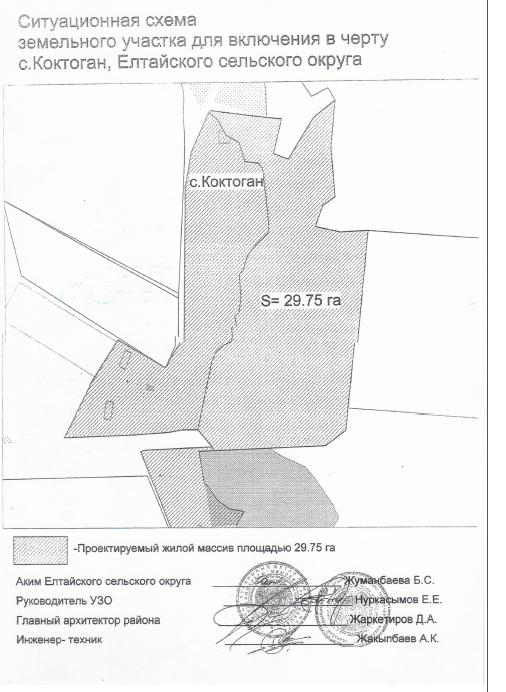 Ситуационная схема
земельного участка для включения в черту
с.Коктоган, Елтайского сельского округа
с.Коктоган
S= 29.75 га
-Проектируемый жилой массив площадью 29.75 га
Аким Елтайского сельского округа Жуманбаева Б.С.
Руководитель УЗО Нуркасымов Е.Е.
Главный архитектор района Жаркетиров Д.А.
Инженер- техник Жакыпбаев А.К.